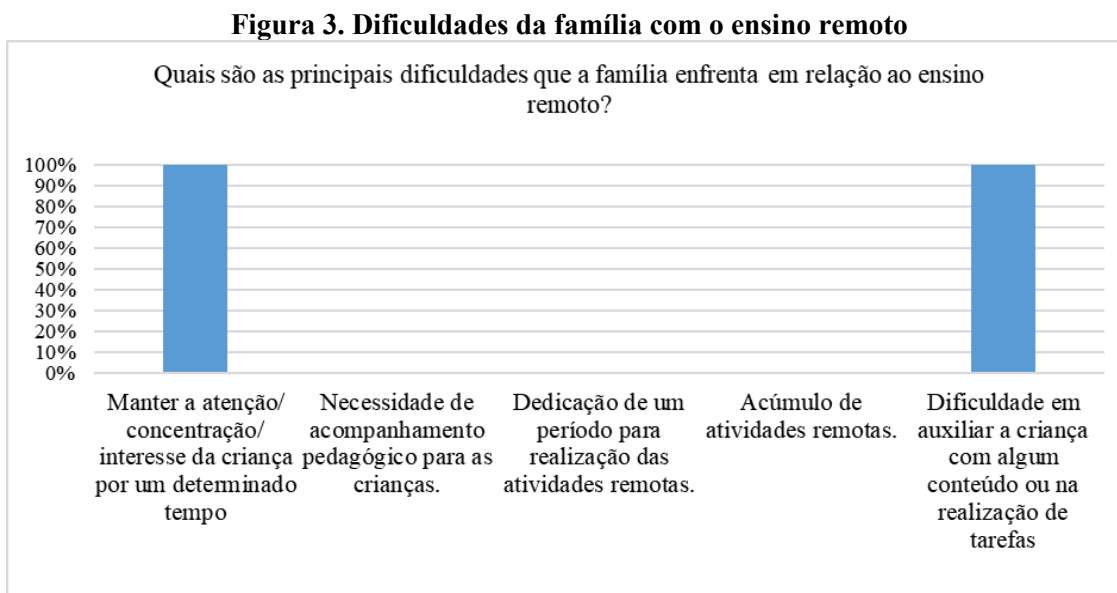 Figura 3. Dificuldades da família com o ensino remoto
Quais são as principais dificuldades que a família enfrenta em relação ao ensino
remoto?
100%
90%
80%
70%
60%
50%
40%
30%
20%
10%
0%
Manter a atenção/
concentração/
interesse da criança
por um determinado
tempo
Necessidade de
acompanhamento
pedagógico para as
crianças.
Dedicação de um
período para
realização das
atividades remotas.
Acúmulo de
atividades remotas.
Dificuldade em
auxiliar a criança
com algum
conteúdo ou na
realização de
tarefas